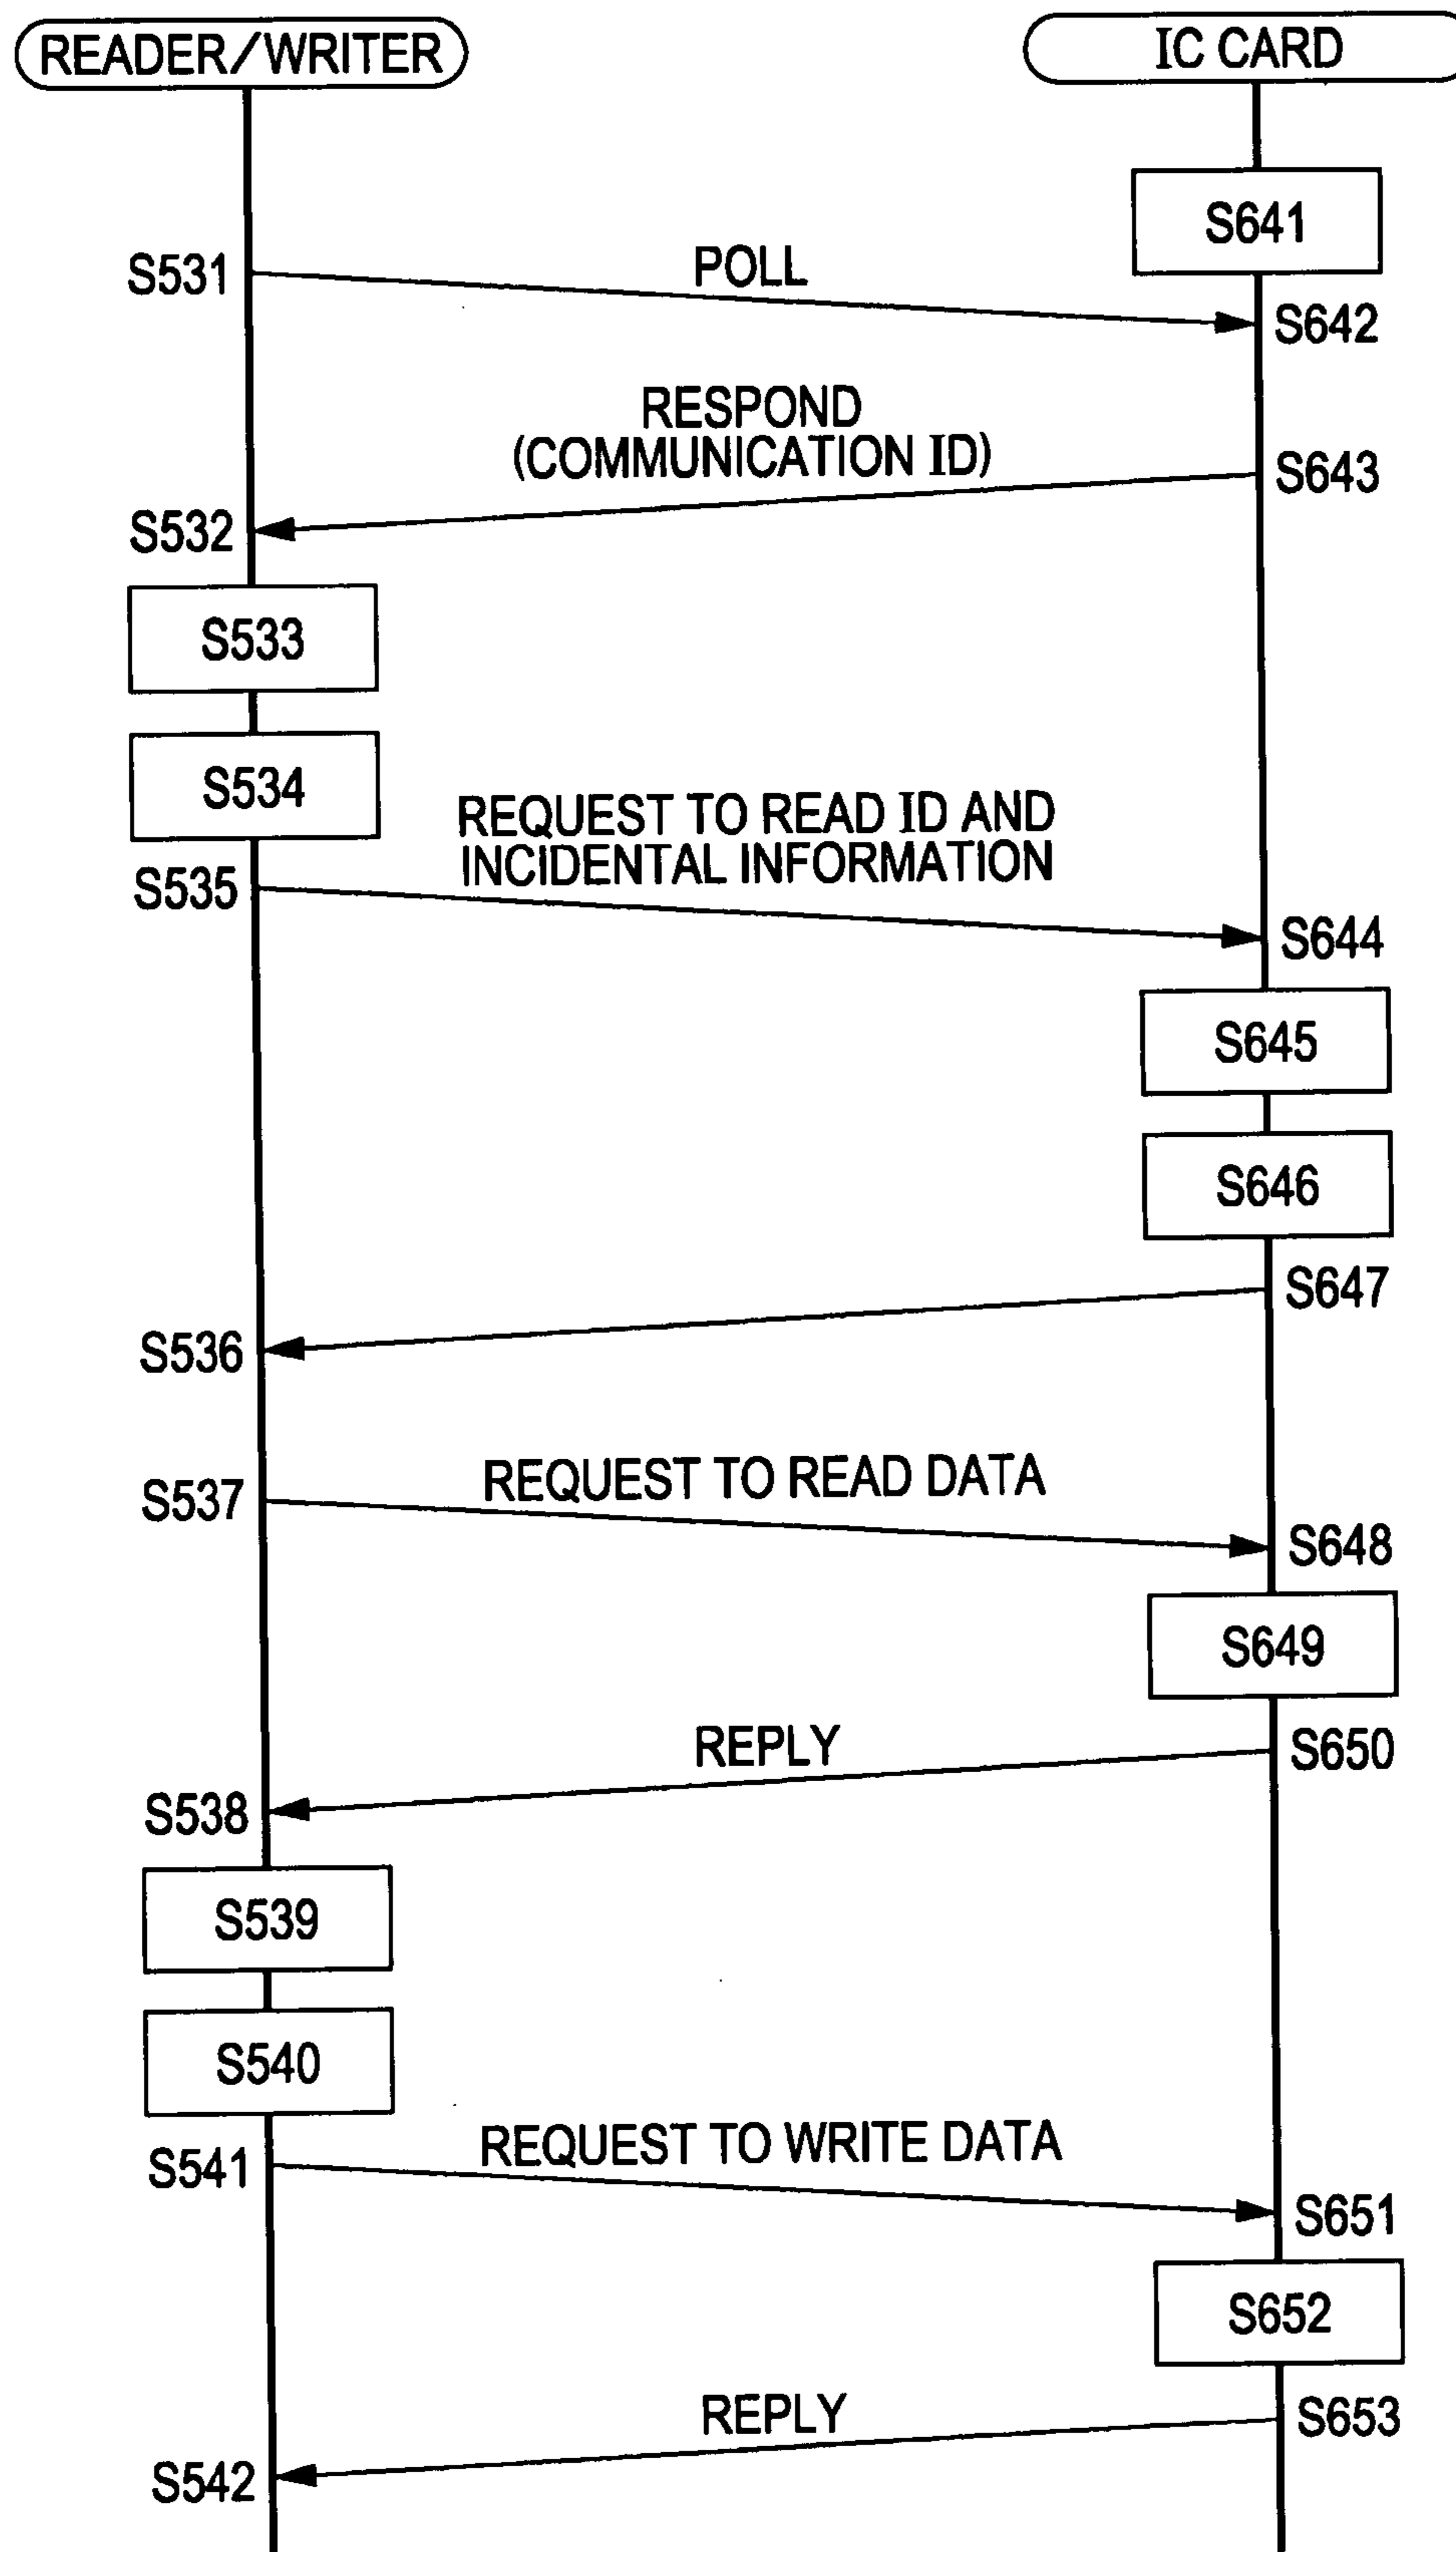 READER/WRITER
IC CARD
S641
S531
POLL
S642
RESPOND
(COMMUNICATION ID)
S643
S532
S533
S534
REQUEST TO READ ID AND
INCIDENTAL INFORMATION
S535
S644
S645
S646
S647
S536
REQUEST TO READ DATA
S537
S648
S649
REPLY
S650
S538
S539
S540
REQUEST TO WRITE DATA
S541
S651
S652
REPLY
S653
S542